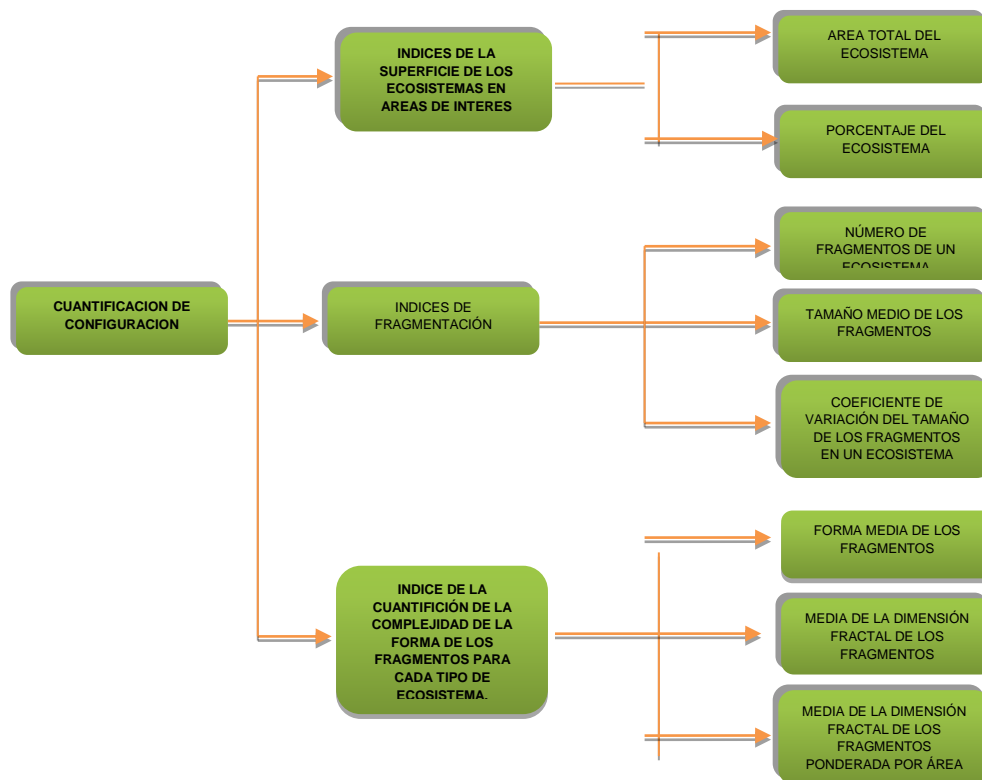 INDICES DE LA
SUPERFICIE DE LOS
ECOSISTEMAS EN
AREAS DE INTERES
AREA TOTAL DEL
ECOSISTEMA
PORCENTAJE DEL
ECOSISTEMA
CUANTIFICACION DE
CONFIGURACION
INDICES DE
FRAGMENTACIÓN
NÚMERO DE
FRAGMENTOS DE UN
ECOSISTEMA
TAMAÑO MEDIO DE LOS
FRAGMENTOS
COEFICIENTE DE
VARIACIÓN DEL TAMAÑO
DE LOS FRAGMENTOS
EN UN ECOSISTEMA
INDICE DE LA
CUANTIFICIÓN DE LA
COMPLEJIDAD DE LA
FORMA DE LOS
FRAGMENTOS PARA
CADA TIPO DE
ECOSISTEMA.
FORMA MEDIA DE LOS
FRAGMENTOS
MEDIA DE LA DIMENSIÓN
FRACTAL DE LOS
FRAGMENTOS
MEDIA DE LA DIMENSIÓN
FRACTAL DE LOS
FRAGMENTOS
PONDERADA POR ÁREA